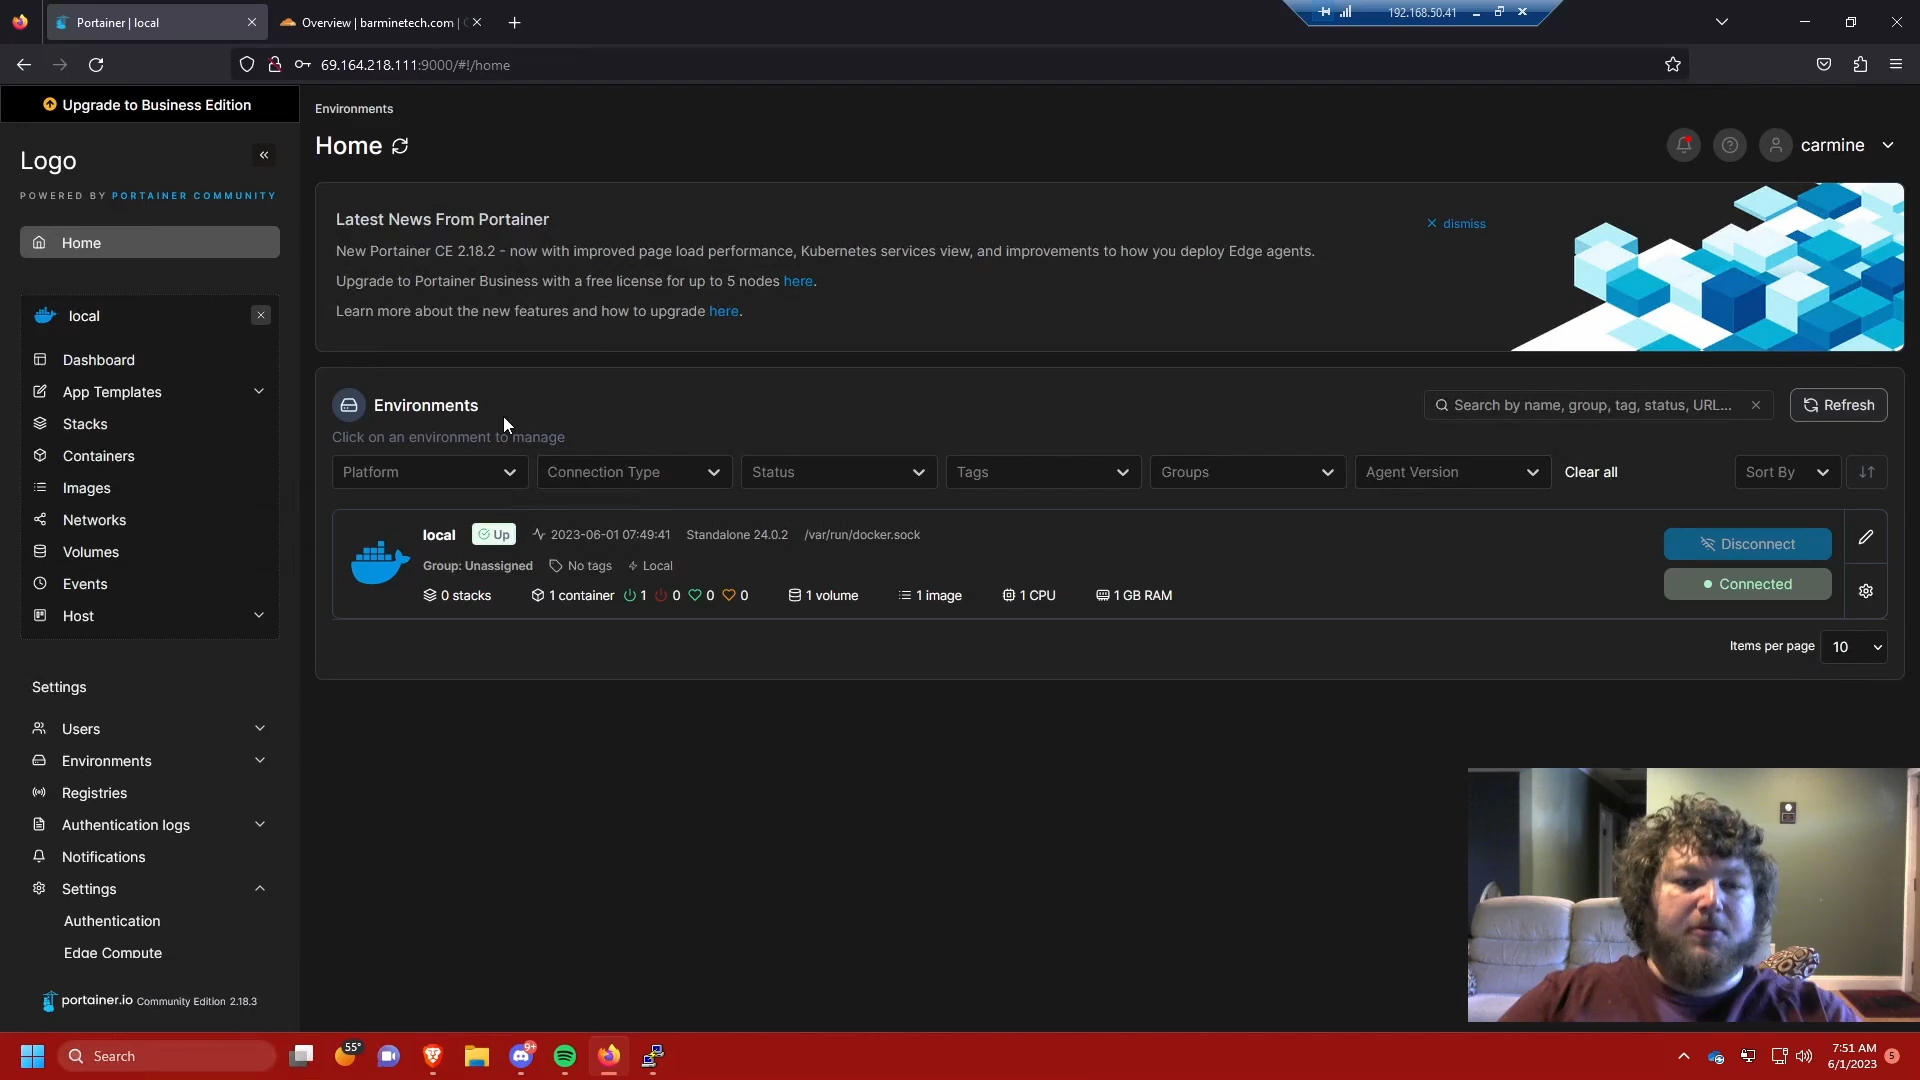 Portainer | local
Overview | barminetech.com |
192.168.50.41
69.164.218.111:9000/#!/home
Upgrade to Business Edition
Logo
POWERED BY PORTAINER COMMUNITY
Home
local
Dashboard
App Templates
Stacks
Containers
Images
Networks
Volumes
Events
Host
Settings
Users
Environments
Registries
Authentication logs
Notifications
Settings
Authentication
Edge Compute
portainer.io Community Edition 2.18.3
Environments
Home
carmine
Latest News From Portainer
dismiss
New Portainer CE 2.18.2 - now with improved page load performance, Kubernetes services view, and improvements to how you deploy Edge agents.
Upgrade to Portainer Business with a free license for up to 5 nodes here.
Learn more about the new features and how to upgrade here.
Environments
Search by name, group, tag, status, URL...
Refresh
Click on an environment to manage
Platform Connection Type Status Tags Groups Agent Version Clear all Sort By
local Up 2023-06-01 07:49:41 Standalone 24.0.2 /var/run/docker.sock
Disconnect
Group: Unassigned No tags Local
Connected
0 stacks 1 container 1 0 0 0 1 volume 1 image 1 CPU 1 GB RAM
Items per page 10
Search
55°
9+
7:51 AM
6/1/2023
5